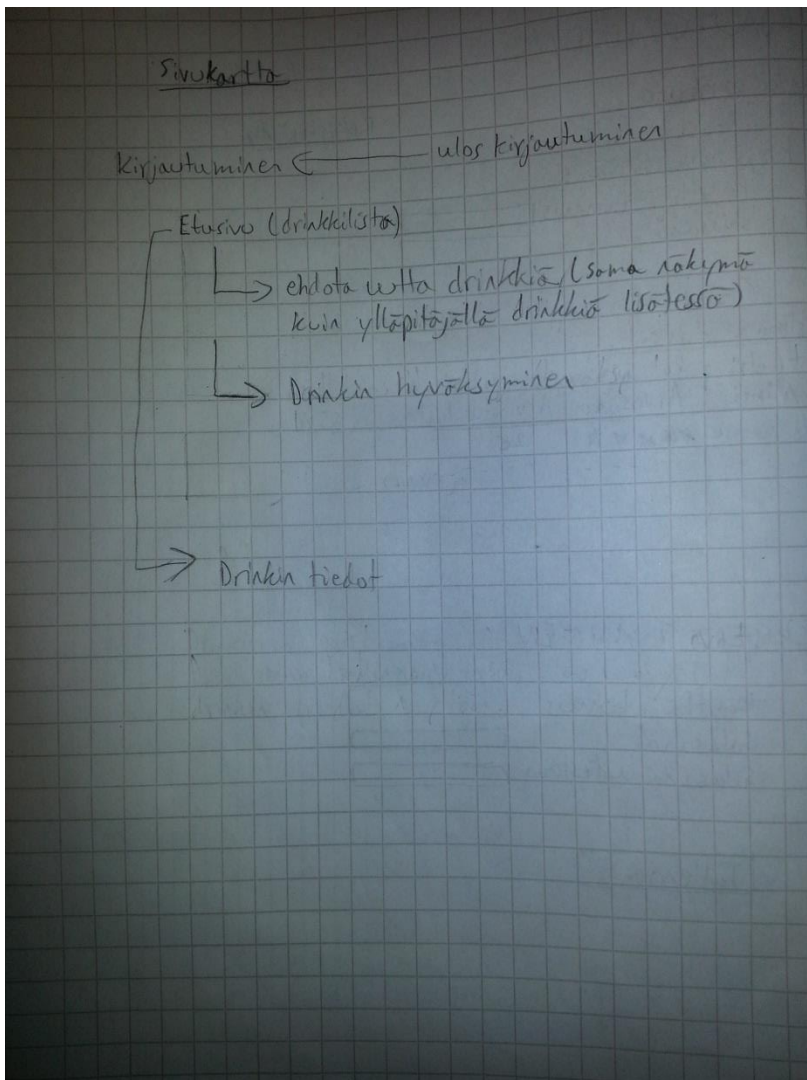 Sivukartta
Kirjautuminen ulos kirjautuminen
Etusivu (drinkkilista)
ehdota uutta drinkkiä (sama näkymä
kuin ylläpitäjällä drinkkiä lisätessä)
Drinkin hyväksyminen
Drinkin tiedot